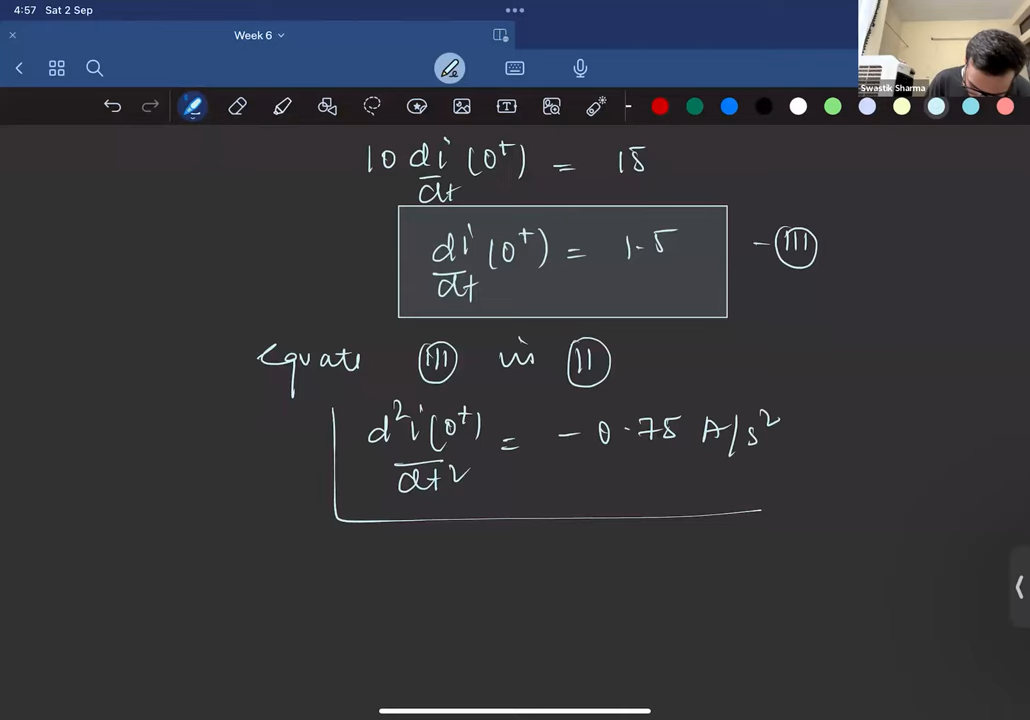 4:57 Sat 2 Sep
Week 6
Swastik Sharma
10 di/dt (0⁺) = 15
di/dt (0⁺) = 1.5 - III
equate III in II
d²i(0⁺)/dt² = - 0.75 A/s²